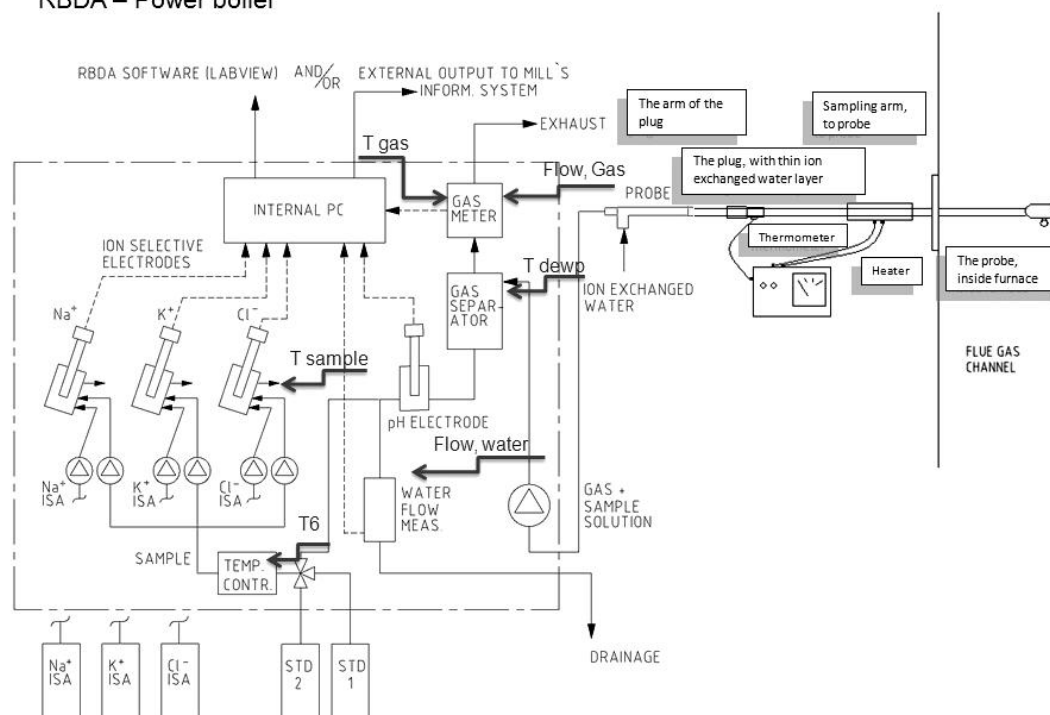 RBDA – Power boiler
RBDA SOFTWARE (LABVIEW) AND/OR EXTERNAL OUTPUT TO MILL`S
INFORM. SYSTEM
EXHAUST
The arm of the
plug
Sampling arm,
to probe
T gas
Flow, Gas
The plug, with thin ion
exchanged water layer
PROBE
INTERNAL PC
GAS
METER
ION SELECTIVE
ELECTRODES
Thermometer
T dewp
Heater
The probe,
inside furnace
GAS
SEPAR-
ATOR
ION EXCHANGED
WATER
Na⁺
K⁺
Cl⁻
T sample
FLUE GAS
CHANNEL
pH ELECTRODE
Flow, water
Na⁺
ISA
K⁺
ISA
Cl⁻
ISA
WATER
FLOW
MEAS.
GAS +
SAMPLE
SOLUTION
T6
SAMPLE
TEMP.
CONTR.
DRAINAGE
Na⁺
ISA
K⁺
ISA
Cl⁻
ISA
STD
2
STD
1